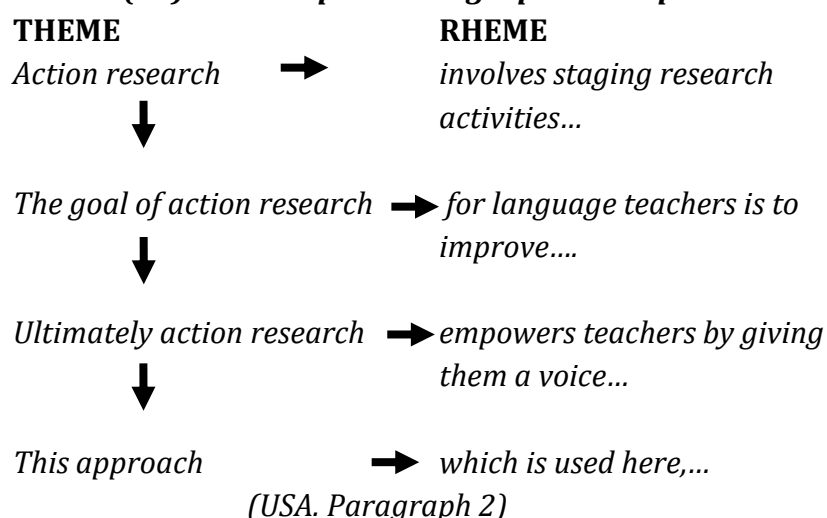 THEME RHEME
Action research involves staging research
activities…
The goal of action research for language teachers is to
improve….
Ultimately action research empowers teachers by giving
them a voice…
This approach which is used here,…
(USA. Paragraph 2)